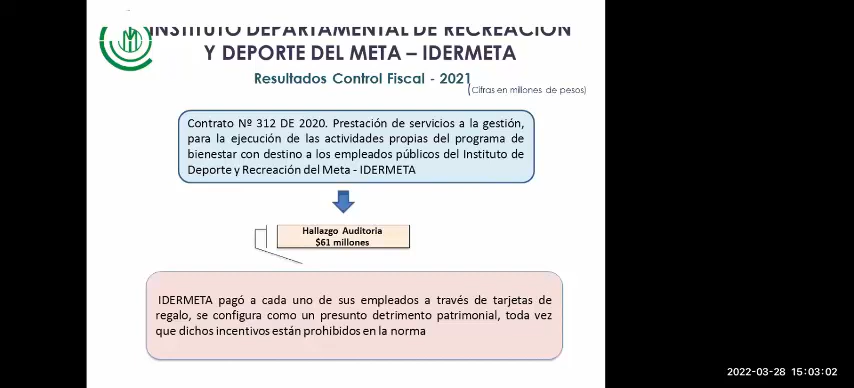 INSTITUTO DEPARTAMENTAL DE RECREACIÓN
Y DEPORTE DEL META – IDERMETA
Resultados Control Fiscal - 2021
(Cifras en millones de pesos)
Contrato Nº 312 DE 2020. Prestación de servicios a la gestión,
para la ejecución de las actividades propias del programa de
bienestar con destino a los empleados públicos del Instituto de
Deporte y Recreación del Meta - IDERMETA
Hallazgo Auditoria
$61 millones
IDERMETA pagó a cada uno de sus empleados a través de tarjetas de
regalo, se configura como un presunto detrimento patrimonial, toda vez
que dichos incentivos están prohibidos en la norma
2022-03-28 15:03:02